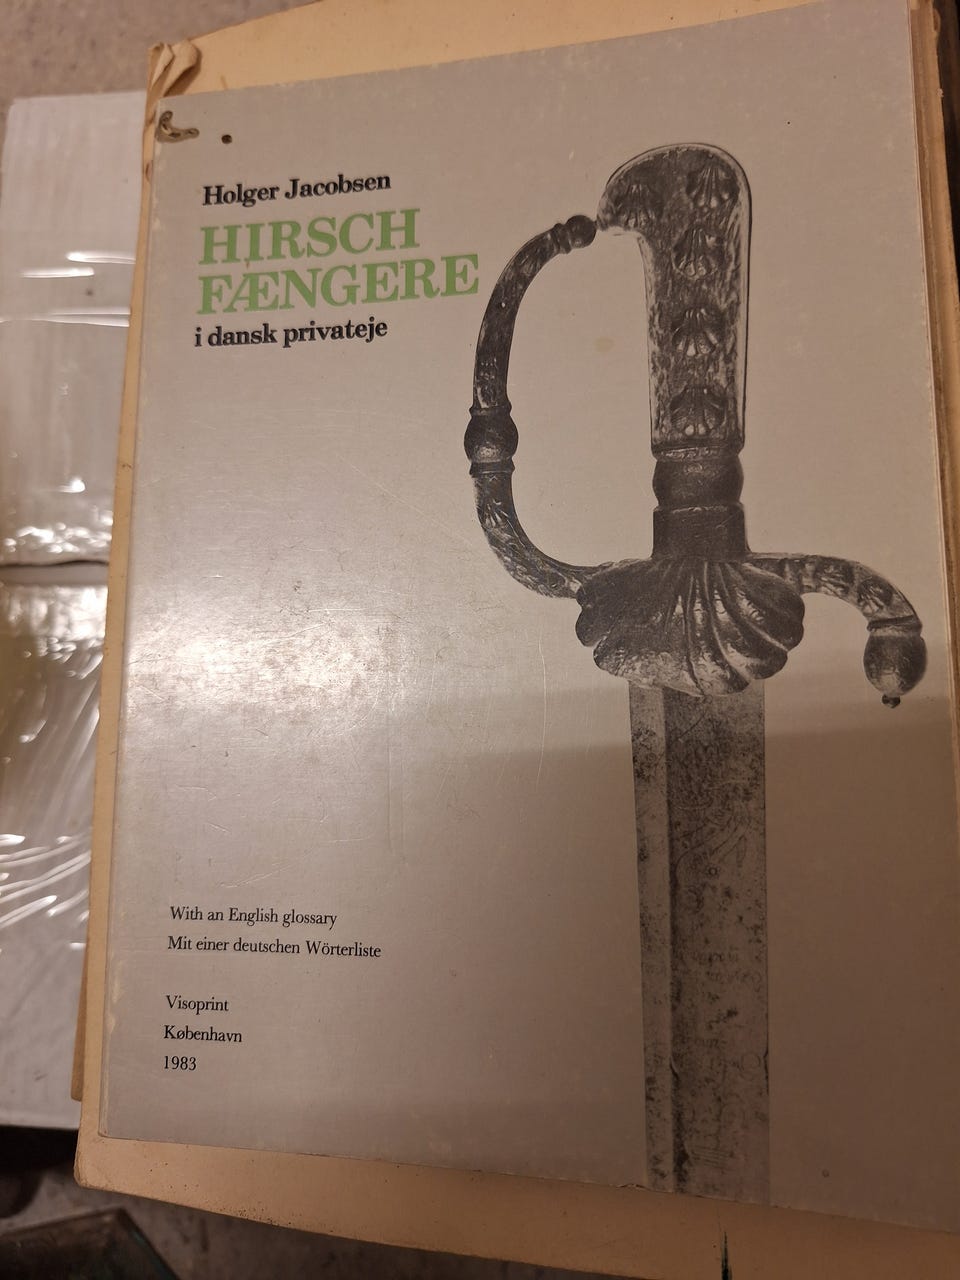 Holger Jacobsen
HIRSCH
FÆNGERE
i dansk privateje
With an English glossary
Mit einer deutschen Wörterliste
Visoprint
København
1983